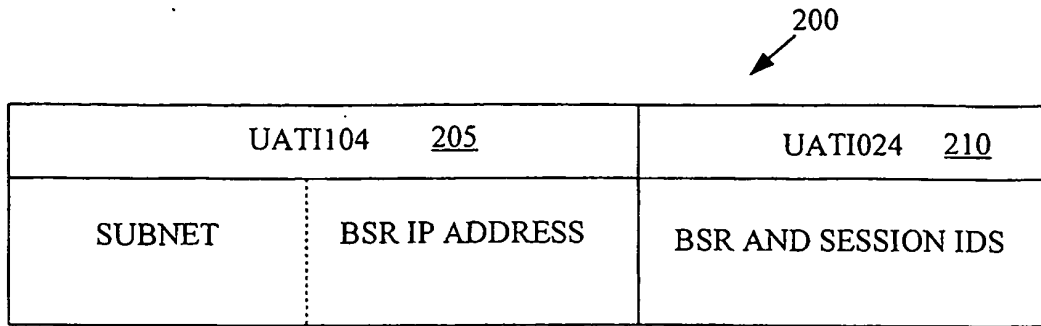 200
UATI104 205 UATI024 210
SUBNET BSR IP ADDRESS BSR AND SESSION IDS